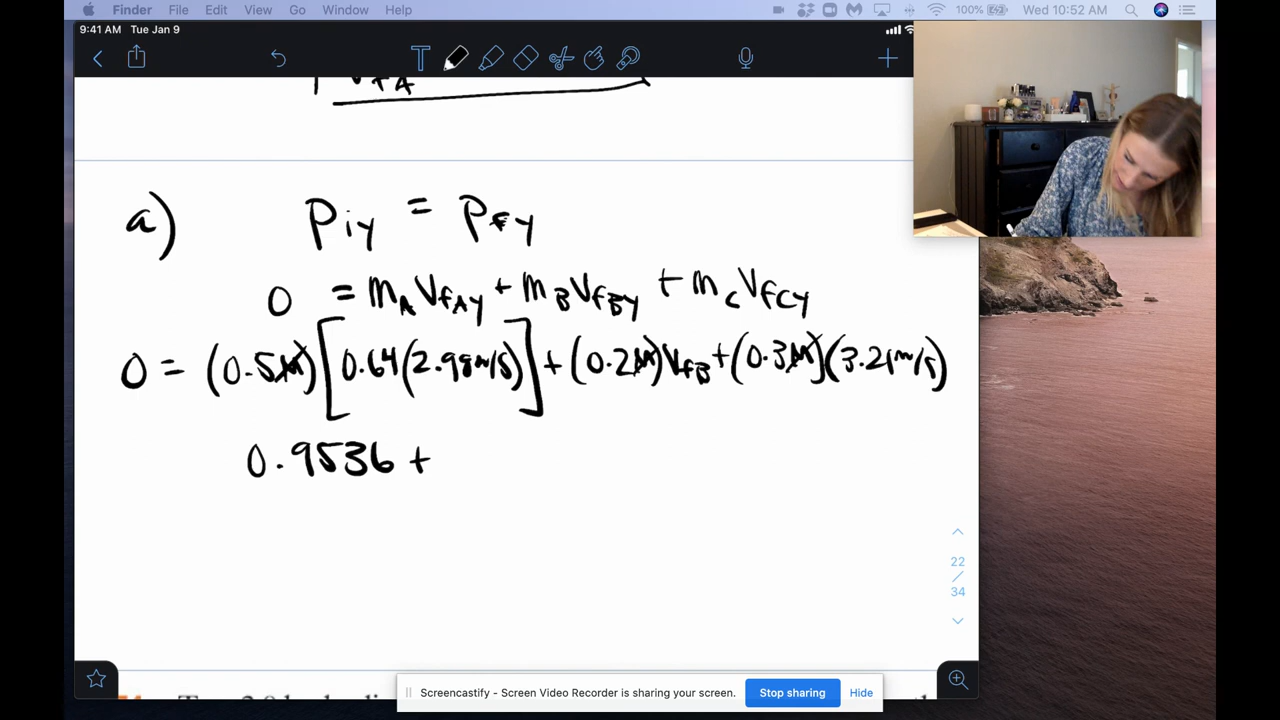 Finder File Edit View Go Window Help 100% Wed 10:52 AM
9:41 AM Tue Jan 9
a) Piy = Pfy
0 = mAVfAy + mBVfBy + mCVfCy
0 = (0.5M)[0.64(2.98m/s)] + (0.2M)VfB + (0.3M)(3.21m/s)
0.9536 +
22
/
34
Screencastify - Screen Video Recorder is sharing your screen. Stop sharing Hide